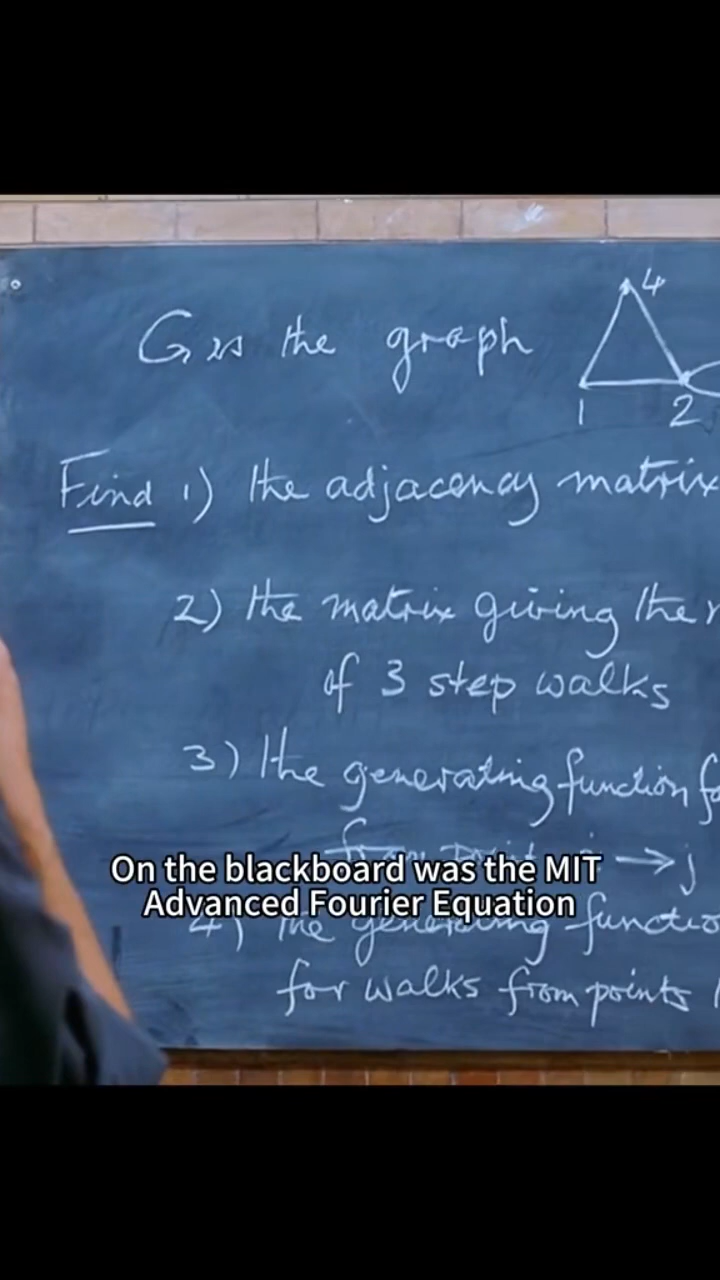 G is the graph
4
1 2
Find 1) the adjacency matrix
2) the matrix giving the
of 3 step walks
3) the generating function
from point i → j
On the blackboard was the MIT
Advanced Fourier Equation
4) the generating functio
for walks from points